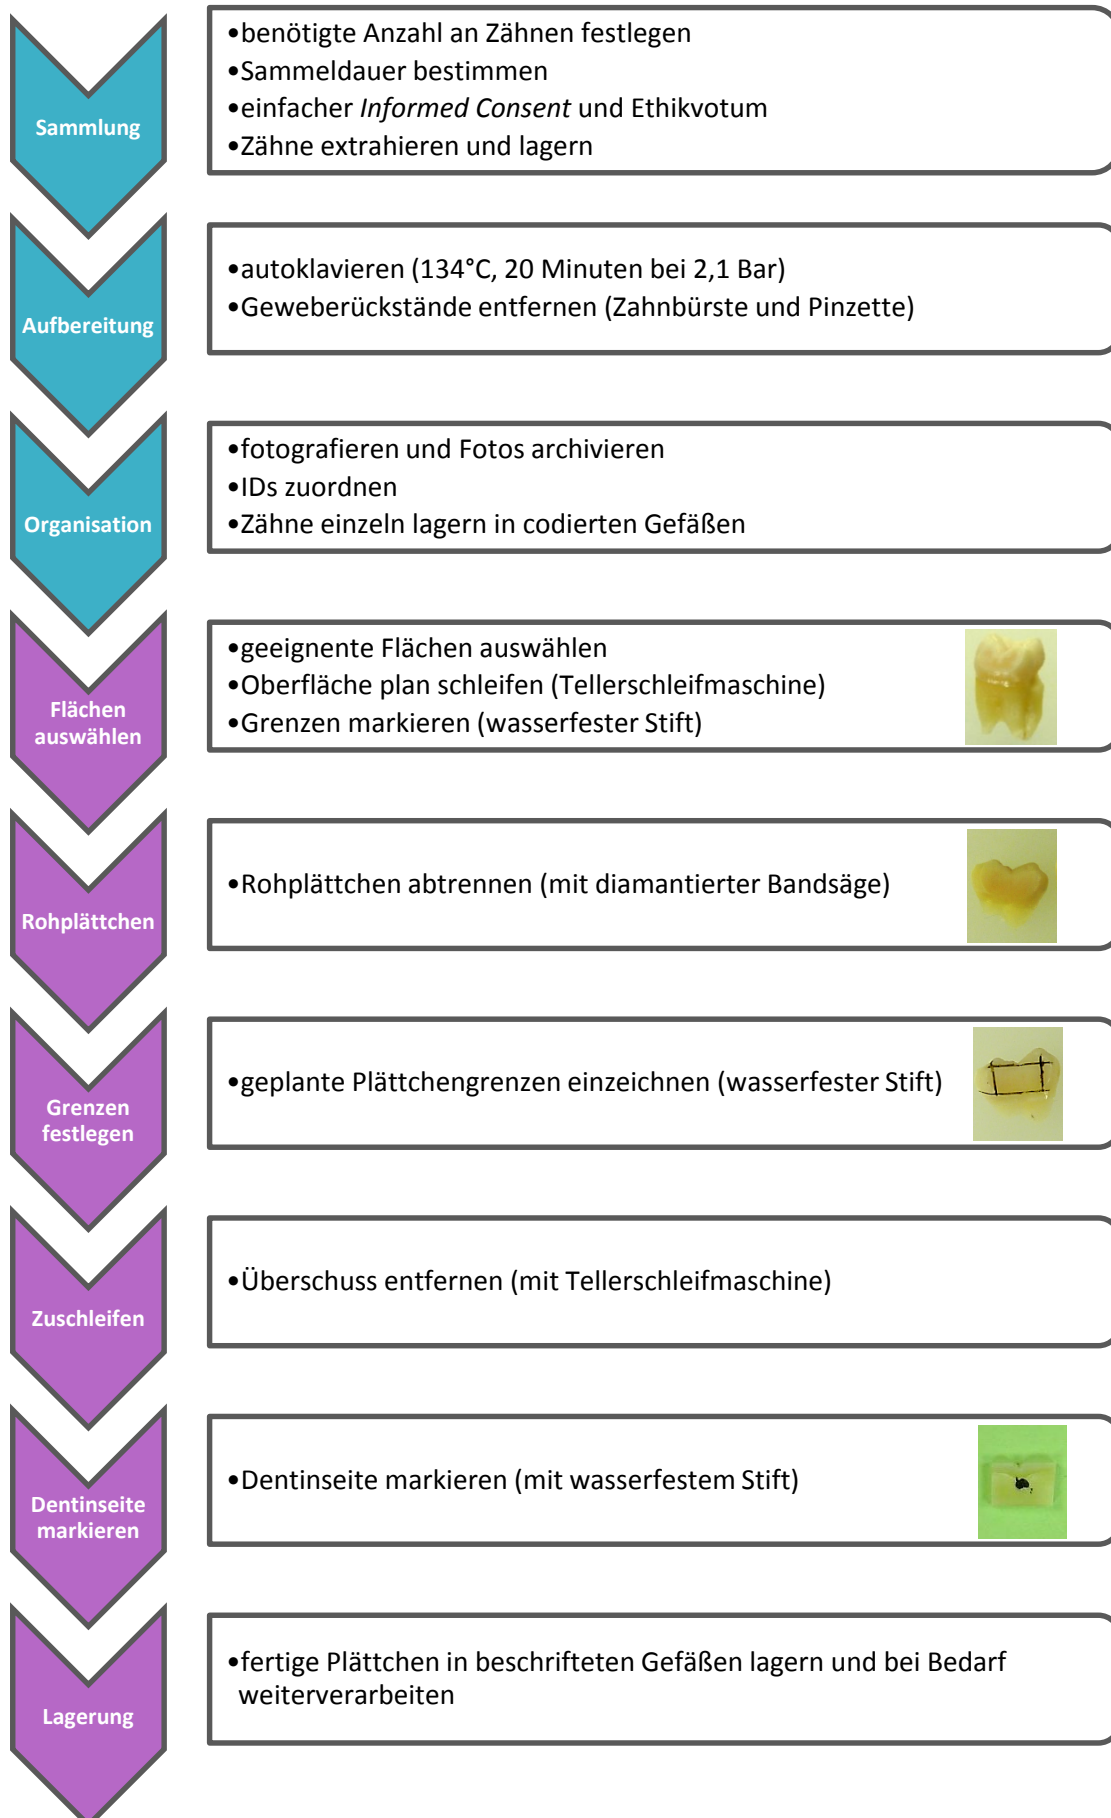 Sammlung
•benötigte Anzahl an Zähnen festlegen
•Sammeldauer bestimmen
•einfacher Informed Consent und Ethikvotum
•Zähne extrahieren und lagern
Aufbereitung
•autoklavieren (134°C, 20 Minuten bei 2,1 Bar)
•Geweberückstände entfernen (Zahnbürste und Pinzette)
Organisation
•fotografieren und Fotos archivieren
•IDs zuordnen
•Zähne einzeln lagern in codierten Gefäßen
Flächen
auswählen
•geeignente Flächen auswählen
•Oberfläche plan schleifen (Tellerschleifmaschine)
•Grenzen markieren (wasserfester Stift)
Rohplättchen
•Rohplättchen abtrennen (mit diamantierter Bandsäge)
Grenzen
festlegen
•geplante Plättchengrenzen einzeichnen (wasserfester Stift)
Zuschleifen
•Überschuss entfernen (mit Tellerschleifmaschine)
Dentinseite
markieren
•Dentinseite markieren (mit wasserfestem Stift)
Lagerung
•fertige Plättchen in beschrifteten Gefäßen lagern und bei Bedarf
weiterverarbeiten